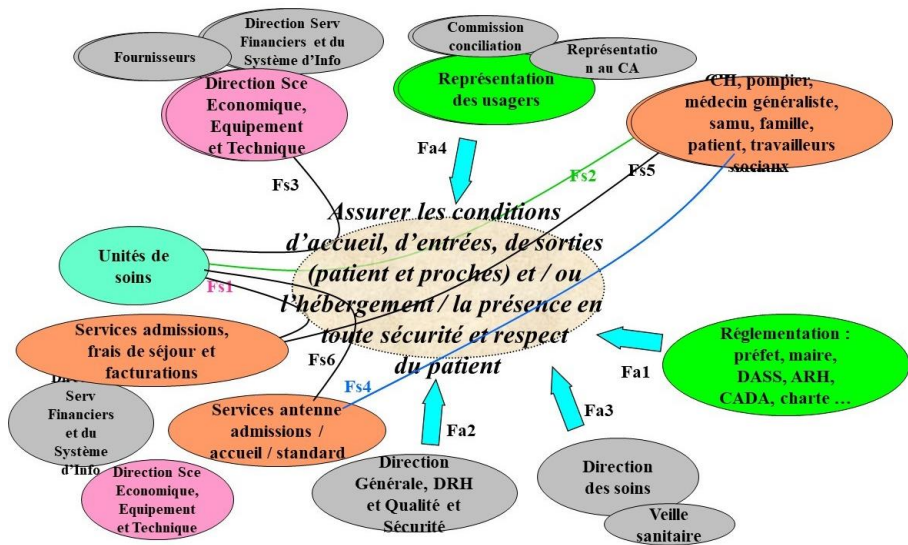 Direction Serv
Financiers et du
Système d'Info
Fournisseurs
Direction Sce
Economique,
Equipement
et Technique
Commission
conciliation
Représentatio
n au CA
Représentation
des usagers
CH, pompier,
médecin généraliste,
samu, famille,
patient, travailleurs
sociaux
Fa4
Fs2
Fs5
Fs3
Assurer les conditions
d'accueil, d'entrées, de sorties
(patient et proches) et / ou
l'hébergement / la présence en
toute sécurité et respect
du patient
Unités de
soins
Fs1
Services admissions,
frais de séjour et
facturations
Fs6
Fs4
Fa1
Réglementation :
préfet, maire,
DASS, ARH,
CADA, charte ...
Direction
Serv
Financiers
et du
Système
d'Info
Services antenne
admissions /
accueil / standard
Fa2
Fa3
Direction Sce
Economique,
Equipement
et Technique
Direction
Générale, DRH
et Qualité et
Sécurité
Direction
des soins
Veille
sanitaire